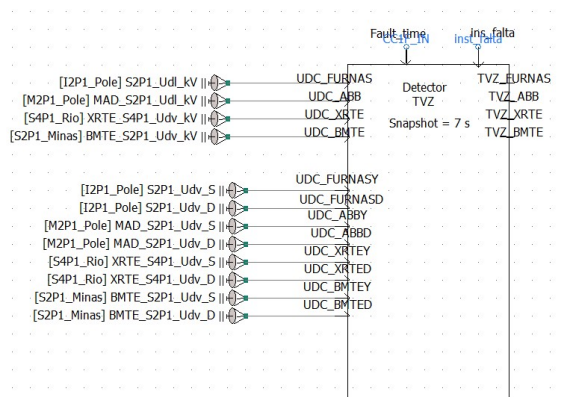 Fault_time ins_falta
CC1F_IN inst_falta
[I2P1_Pole] S2P1_Udl_kV UDC_FURNAS TVZ_FURNAS
[M2P1_Pole] MAD_S2P1_Udl_kV UDC_ABB Detector TVZ_ABB
[S4P1_Rio] XRTE_S4P1_Udv_kV UDC_XRTE TVZ TVZ_XRTE
[S2P1_Minas] BMTE_S2P1_Udv_kV UDC_BMTE Snapshot = 7 s TVZ_BMTE
[I2P1_Pole] S2P1_Udv_S UDC_FURNASY
[I2P1_Pole] S2P1_Udv_D UDC_FURNASD
[M2P1_Pole] MAD_S2P1_Udv_S UDC_ABBY
[M2P1_Pole] MAD_S2P1_Udv_D UDC_ABBD
[S4P1_Rio] XRTE_S4P1_Udv_S UDC_XRTEY
[S4P1_Rio] XRTE_S4P1_Udv_D UDC_XRTED
[S2P1_Minas] BMTE_S2P1_Udv_S UDC_BMTEY
[S2P1_Minas] BMTE_S2P1_Udv_D UDC_BMTED